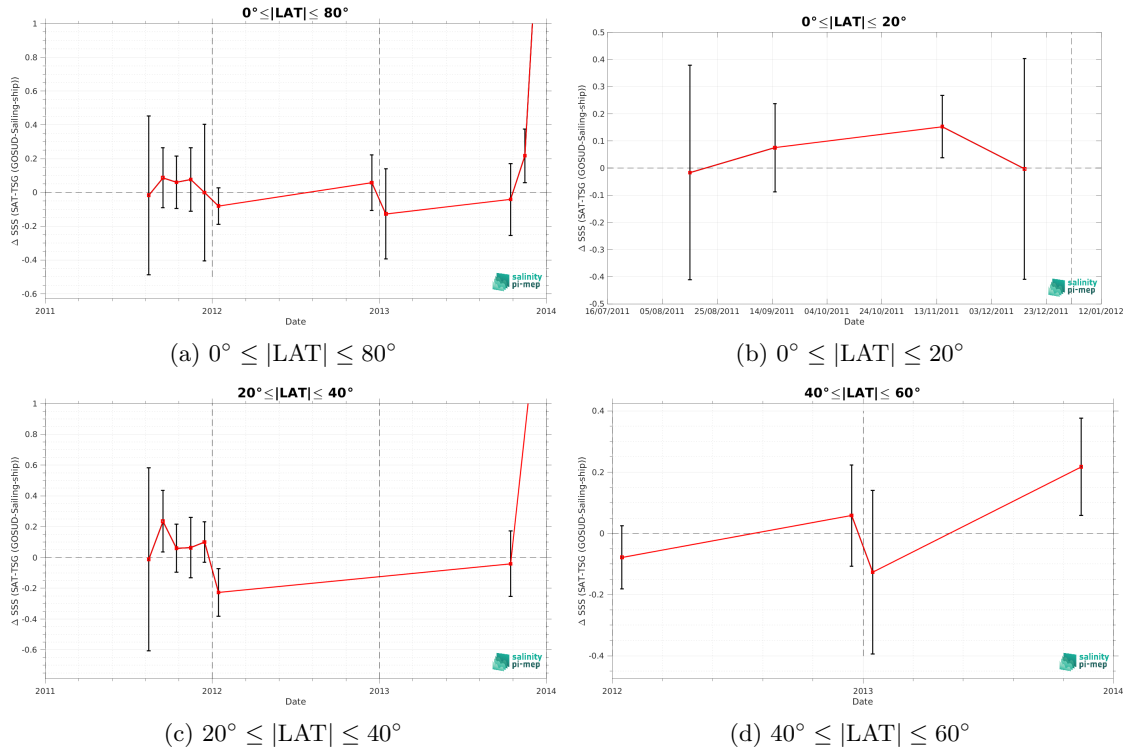 0°≤|LAT|≤ 80°
Δ SSS (SAT-TSG (GOSUD-Sailing-ship))
1
0.8
0.6
0.4
0.2
0
-0.2
-0.4
-0.6
2011 2012 2013 2014
Date
salinity
pi-mep
(a) 0° ≤ |LAT| ≤ 80°
0°≤|LAT|≤ 20°
Δ SSS (SAT-TSG (GOSUD-Sailing-ship))
0.5
0.4
0.3
0.2
0.1
0
-0.1
-0.2
-0.3
-0.4
-0.5
16/07/2011 05/08/2011 25/08/2011 14/09/2011 04/10/2011 24/10/2011 13/11/2011 03/12/2011 23/12/2011 12/01/2012
Date
salinity
pi-mep
(b) 0° ≤ |LAT| ≤ 20°
20°≤|LAT|≤ 40°
Δ SSS (SAT-TSG (GOSUD-Sailing-ship))
1
0.8
0.6
0.4
0.2
0
-0.2
-0.4
-0.6
2011 2012 2013 2014
Date
salinity
pi-mep
(c) 20° ≤ |LAT| ≤ 40°
40°≤|LAT|≤ 60°
Δ SSS (SAT-TSG (GOSUD-Sailing-ship))
0.4
0.2
0
-0.2
-0.4
2012 2013 2014
Date
salinity
pi-mep
(d) 40° ≤ |LAT| ≤ 60°